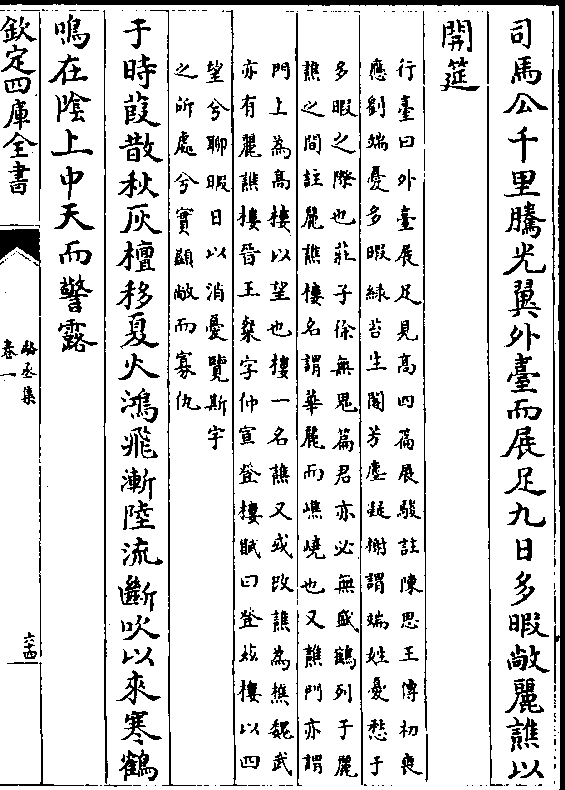 司馬公千里騰光翼外臺而展足九日多暇敞麗譙以
開筵
行臺曰外臺展足見高四篇展驥註陳思王傳初喪
應劉端憂多暇緑苔生閣芳塵凝榭謂端姓憂愁于
多暇之際也莊子徐無鬼篇君亦必無盛鶴列于麗
譙之間註麗譙樓名謂華麗而嶕嶢也又譙門亦謂
門上為高樓以望也樓一名譙又或改譙為樵魏武
亦有麗譙樓晉王粲字仲宣登樓賦曰登兹樓以四
望兮聊暇日以消憂覽斯宇
之所處兮實顯敞而寡仇
于時葭散秋灰檀移夏火鴻飛漸陸流斷吹以來寒鶴
鳴在陰上中天而警露
欽定四庫全書
駱丞集
卷一
六十四